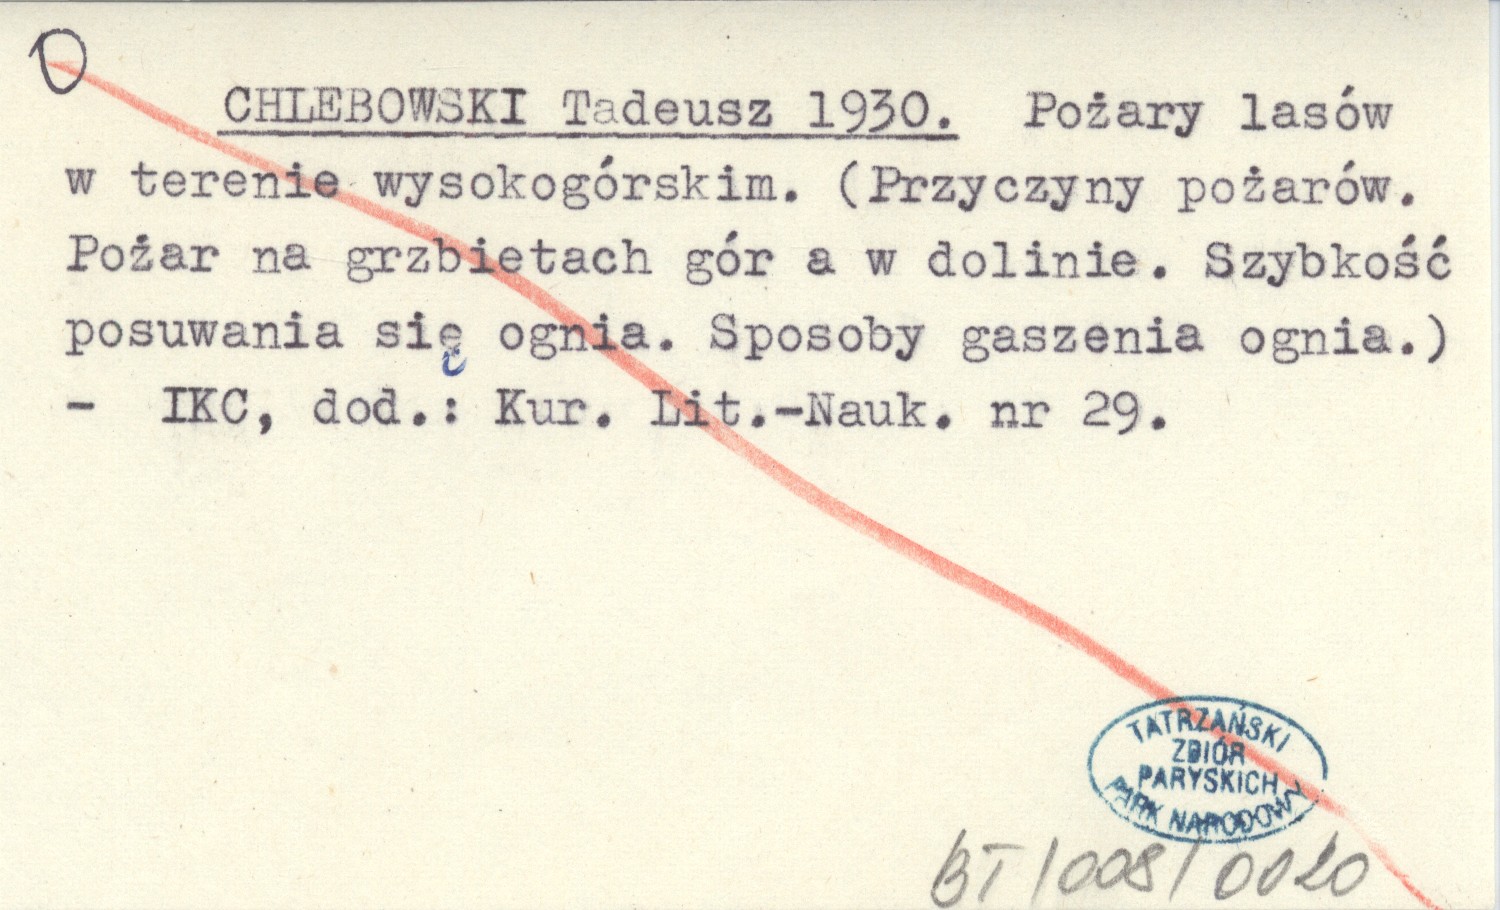 CHLEBOWSKI Tadeusz 1930. Pożary lasów
w terenie wysokogórskim. (Przyczyny pożarów.
Pożar na grzbietach gór a w dolinie. Szybkość
posuwania się ognia. Sposoby gaszenia ognia.)
- IKC, dod.: Kur. Lit.-Nauk. nr 29.
TATRZAŃSKI
ZBIÓR
PARYSKICH
PARK NARODOWY
BT/008/0020